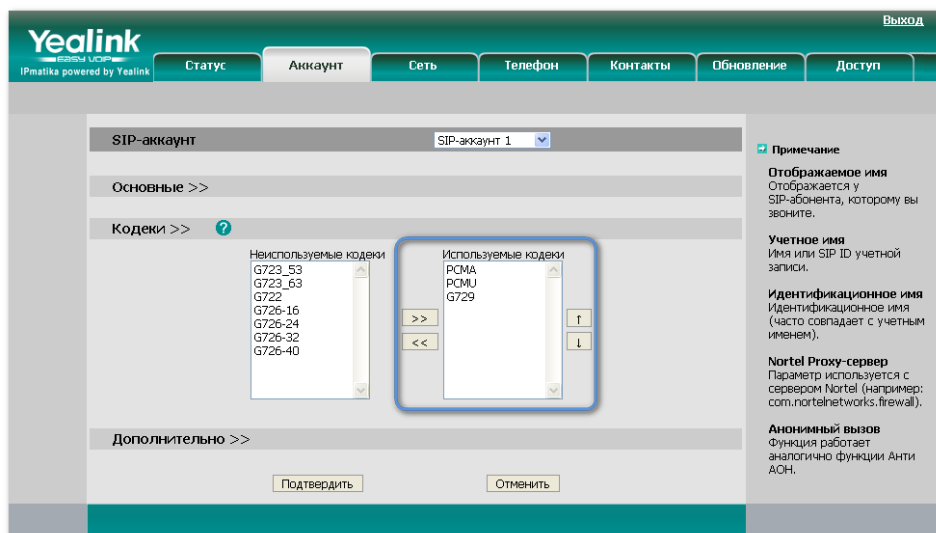 Выход
Yealink
EASY VOIP
IPmatika powered by Yealink
Статус
Аккаунт
Сеть
Телефон
Контакты
Обновление
Доступ
SIP-аккаунт
SIP-аккаунт 1
Основные >>
Кодеки >> ?
Неиспользуемые кодеки
G723_53
G723_63
G722
G726-16
G726-24
G726-32
G726-40
>>
<<
Используемые кодеки
PCMA
PCMU
G729
↑
↓
Дополнительно >>
Подтвердить
Отменить
Примечание
Отображаемое имя
Отображается у
SIP-абонента, которому вы
звоните.
Учетное имя
Имя или SIP ID учетной
записи.
Идентификационное имя
Идентификационное имя
(часто совпадает с учетным
именем).
Nortel Proxy-сервер
Параметр используется с
сервером Nortel (например:
com.nortelnetworks.firewall).
Анонимный вызов
Функция работает
аналогично функции Анти
АОН.